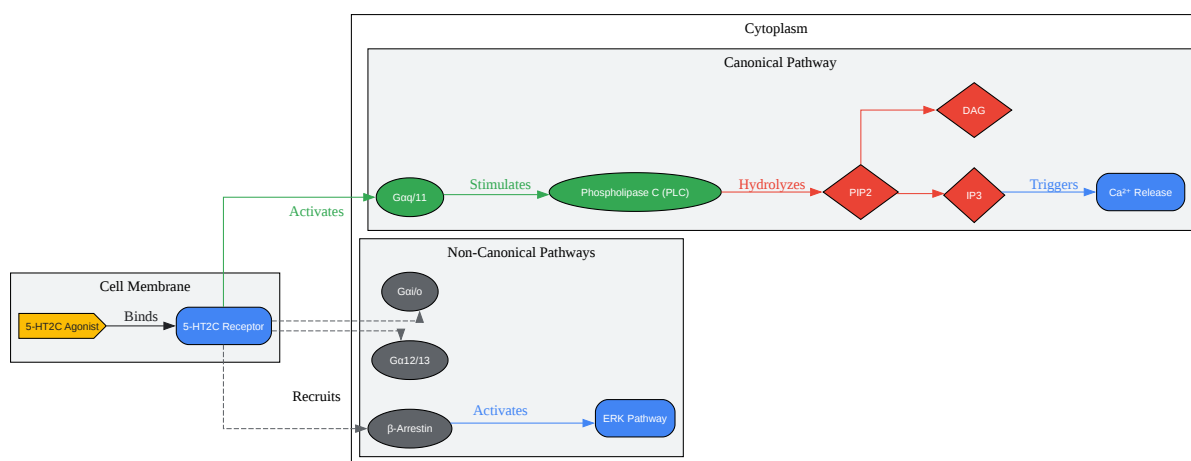 Cytoplasm
Canonical Pathway
DAG
Gαq/11
Stimulates
Phospholipase C (PLC)
Hydrolyzes
PIP2
IP3
Triggers
Ca²⁺ Release
Activates
Non-Canonical Pathways
Gαi/o
Cell Membrane
5-HT2C Agonist
Binds
5-HT2C Receptor
Gα12/13
Recruits
β-Arrestin
Activates
ERK Pathway